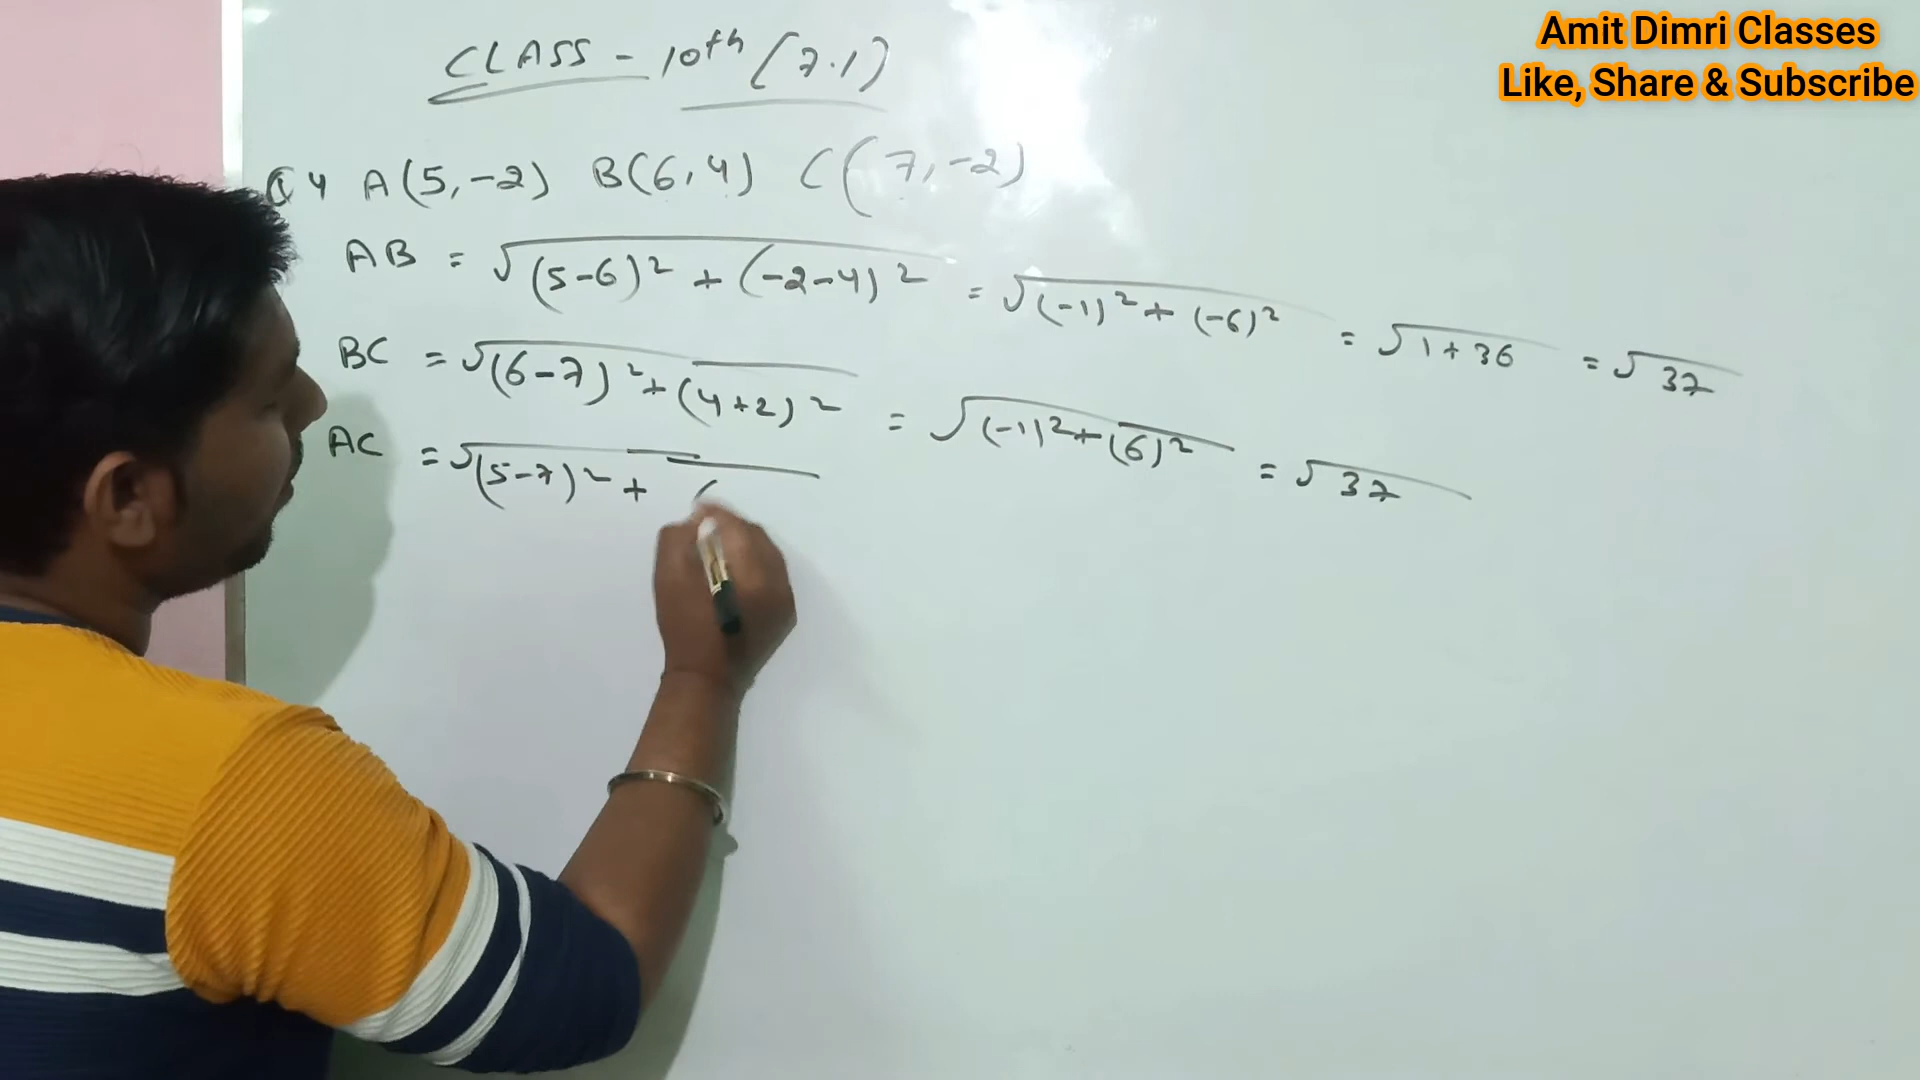 Amit Dimri Classes
Like, Share & Subscribe
CLASS - 10th (7.1)
Q4 A(5,-2) B(6,4) C(7,-2)
AB = √(5-6)² + (-2-4)² = √(-1)² + (-6)² = √1+36 = √37
BC = √(6-7)² + (4+2)² = √(-1)² + (6)² = √37
AC = √(5-7)² + (